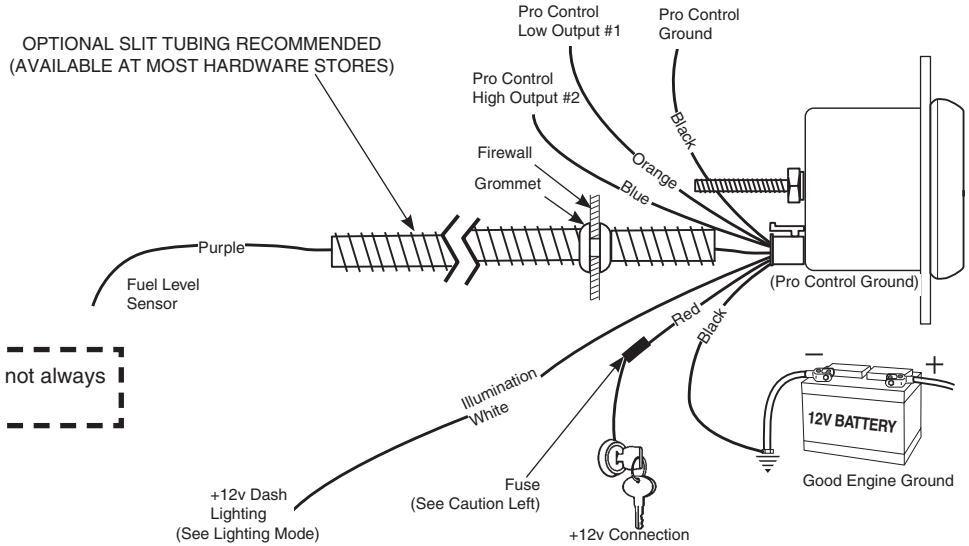 OPTIONAL SLIT TUBING RECOMMENDED
(AVAILABLE AT MOST HARDWARE STORES)
Pro Control
Low Output #1
Pro Control
Ground
Pro Control
High Output #2
Black
Orange
Blue
Firewall
Grommet
Purple
Fuel Level
Sensor
(Pro Control Ground)
Red
Black
not always
Illumination
White
–
+
12V BATTERY
Good Engine Ground
Fuse
(See Caution Left)
+12v Dash
Lighting
(See Lighting Mode)
+12v Connection